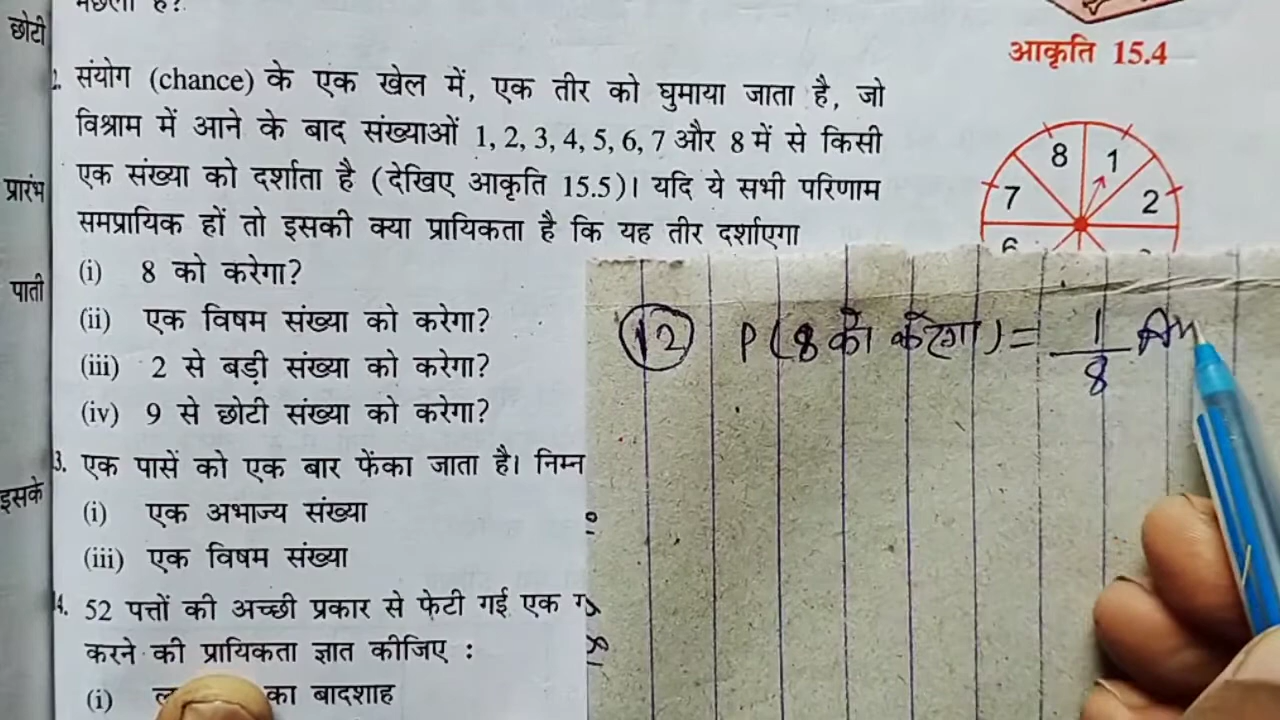 छोटी
आकृति 15.4
संयोग (chance) के एक खेल में, एक तीर को घुमाया जाता है, जो
विश्राम में आने के बाद संख्याओं 1, 2, 3, 4, 5, 6, 7 और 8 में से किसी
एक संख्या को दर्शाता है (देखिए आकृति 15.5)। यदि ये सभी परिणाम
समप्रायिक हों तो इसकी क्या प्रायिकता है कि यह तीर दर्शाएगा
8 1
7 2
प्रारंभ
पाती
इसके
(i) 8 को करेगा?
(ii) एक विषम संख्या को करेगा?
(iii) 2 से बड़ी संख्या को करेगा?
(iv) 9 से छोटी संख्या को करेगा?
3. एक पासें को एक बार फेंका जाता है। निम्न
(i) एक अभाज्य संख्या
(iii) एक विषम संख्या
4. 52 पत्तों की अच्छी प्रकार से फेटी गई एक
करने की प्रायिकता ज्ञात कीजिए :
(i) का बादशाह
12 P(8 को करेगा) = 1/8 An